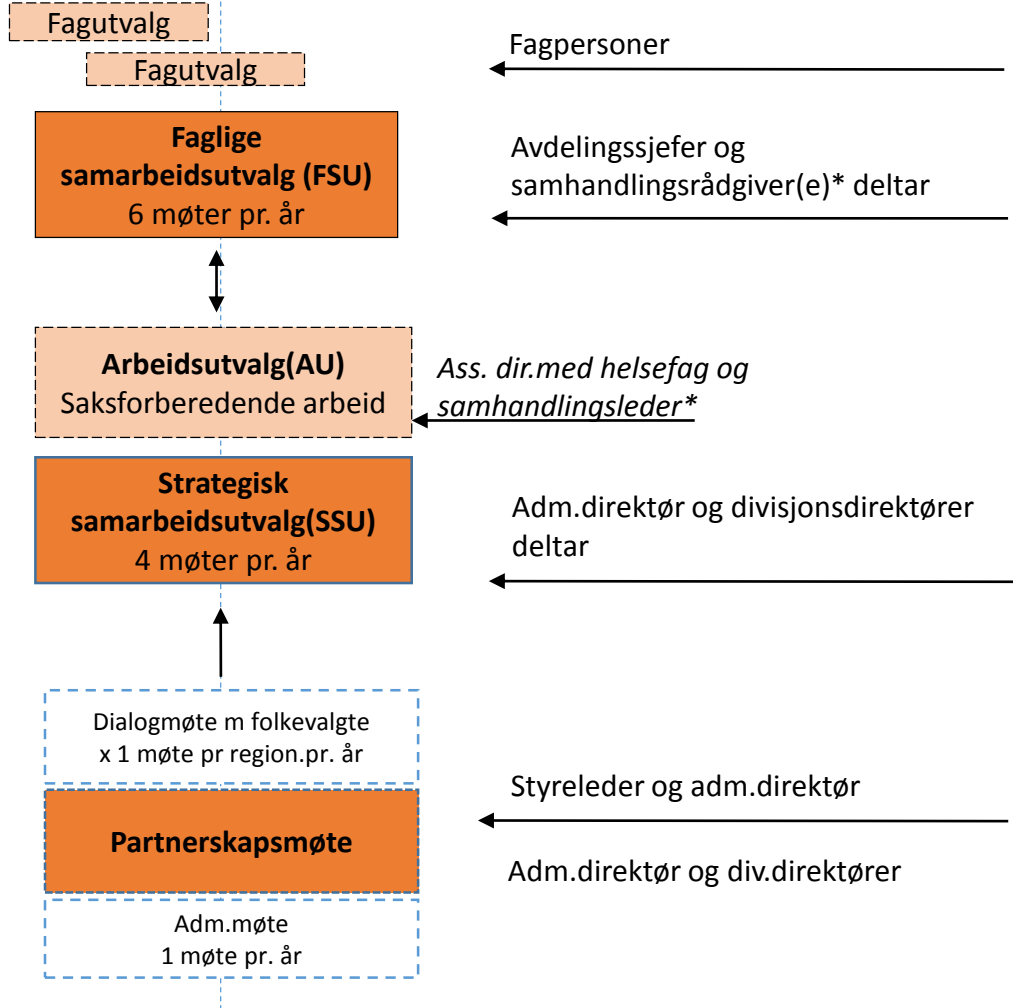 Fagutvalg
Fagutvalg
Fagpersoner
Faglige
samarbeidsutvalg (FSU)
6 møter pr. år
Avdelingssjefer og
samhandlingsrådgiver(e)* deltar
Arbeidsutvalg(AU)
Saksforberedende arbeid
Ass. dir.med helsefag og
samhandlingsleder*
Strategisk
samarbeidsutvalg(SSU)
4 møter pr. år
Adm.direktør og divisjonsdirektører
deltar
Dialogmøte m folkevalgte
x 1 møte pr region.pr. år
Partnerskapsmøte
Styreleder og adm.direktør
Adm.direktør og div.direktører
Adm.møte
1 møte pr. år